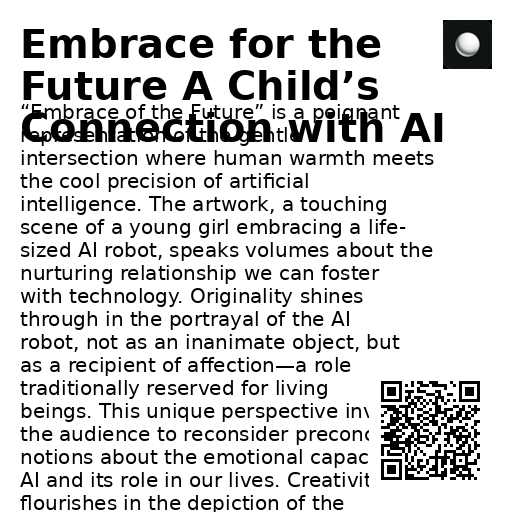 Embrace for the
Future A Child’s
Connection with AI
“Embrace of the Future” is a poignant
representation of the gentle
intersection where human warmth meets
the cool precision of artificial
intelligence. The artwork, a touching
scene of a young girl embracing a life-
sized AI robot, speaks volumes about the
nurturing relationship we can foster
with technology. Originality shines
through in the portrayal of the AI
robot, not as an inanimate object, but
as a recipient of affection—a role
traditionally reserved for living
beings. This unique perspective inv
the audience to reconsider preconc
notions about the emotional capac
AI and its role in our lives. Creativit
flourishes in the depiction of the